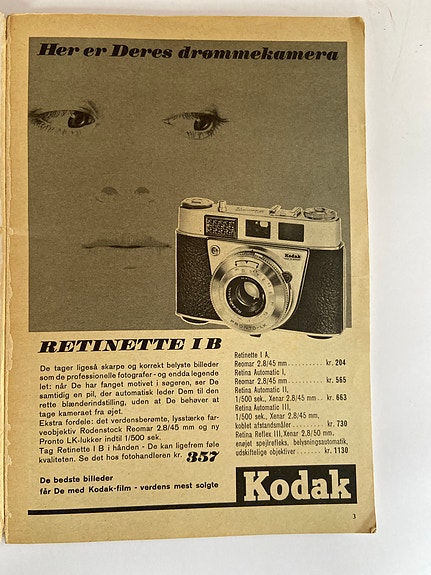 Her er Deres drømmekamera
Kodak
PRONTO-LK
RETINETTE I B
De tager ligeså skarpe og korrekt belyste billeder
som de professionelle fotografer - og endda legende
let: når De har fanget motivet i søgeren, ser De
samtidig en pil, der automatisk leder Dem til den
rette blænderindstilling, uden at De behøver at
tage kameraet fra øjet.
Ekstra fordele: det verdensberømte, lysstærke far-
veobjektiv Rodenstock Reomar 2.8/45 mm og ny
Pronto LK-lukker indtil 1/500 sek.
Tag Retinette I B i hånden - De kan ligefrem føle
kvaliteten. Se det hos fotohandleren kr. 357
De bedste billeder
får De med Kodak-film - verdens mest solgte
Retinette I A,
Reomar 2.8/45 mm ........ kr. 204
Retina Automatic I,
Reomar 2.8/45 mm ........ kr. 565
Retina Automatic II,
1/500 sek., Xenar 2.8/45 mm .. kr. 663
Retina Automatic III,
1/500 sek., Xenar 2.8/45 mm,
koblet afstandsmåler ........ kr. 730
Retina Reflex III, Xenar 2.8/50 mm,
enøjet spejlrefleks, belysningsautomatik,
udskiftelige objektiver ...... kr. 1130
Kodak
3